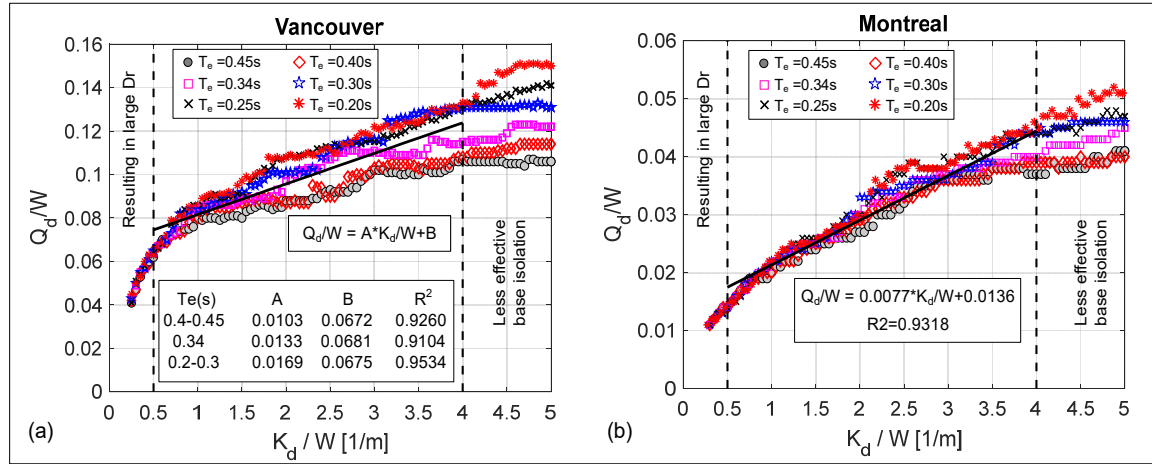 Vancouver
0.16
0.14
0.12
0.1
0.08
0.06
0.04
0.02
0
Q_d/W
Resulting in large Dr
T_e =0.45s
T_e =0.40s
T_e =0.34s
T_e =0.30s
T_e =0.25s
T_e =0.20s
Q_d/W = A*K_d/W+B
Te(s) A B R²
0.4-0.45 0.0103 0.0672 0.9260
0.34 0.0133 0.0681 0.9104
0.2-0.3 0.0169 0.0675 0.9534
Less effective
base isolation
0 0.5 1 1.5 2 2.5 3 3.5 4 4.5 5
(a)
K_d / W [1/m]
Montreal
0.06
0.05
0.04
0.03
0.02
0.01
0
Q_d/W
Resulting in large Dr
T_e =0.45s
T_e =0.40s
T_e =0.34s
T_e =0.30s
T_e =0.25s
T_e =0.20s
Q_d/W = 0.0077*K_d/W+0.0136
R2=0.9318
Less effective
base isolation
0 0.5 1 1.5 2 2.5 3 3.5 4 4.5 5
(b)
K_d / W [1/m]